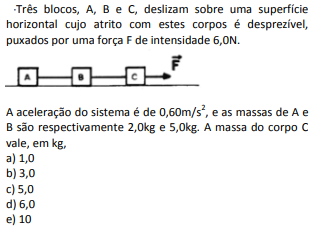 ·Três blocos, A, B e C, deslizam sobre uma superfície
horizontal cujo atrito com estes corpos é desprezível,
puxados por uma força F de intensidade 6,0N.
F
A B C
A aceleração do sistema é de 0,60m/s², e as massas de A e
B são respectivamente 2,0kg e 5,0kg. A massa do corpo C
vale, em kg,
a) 1,0
b) 3,0
c) 5,0
d) 6,0
e) 10